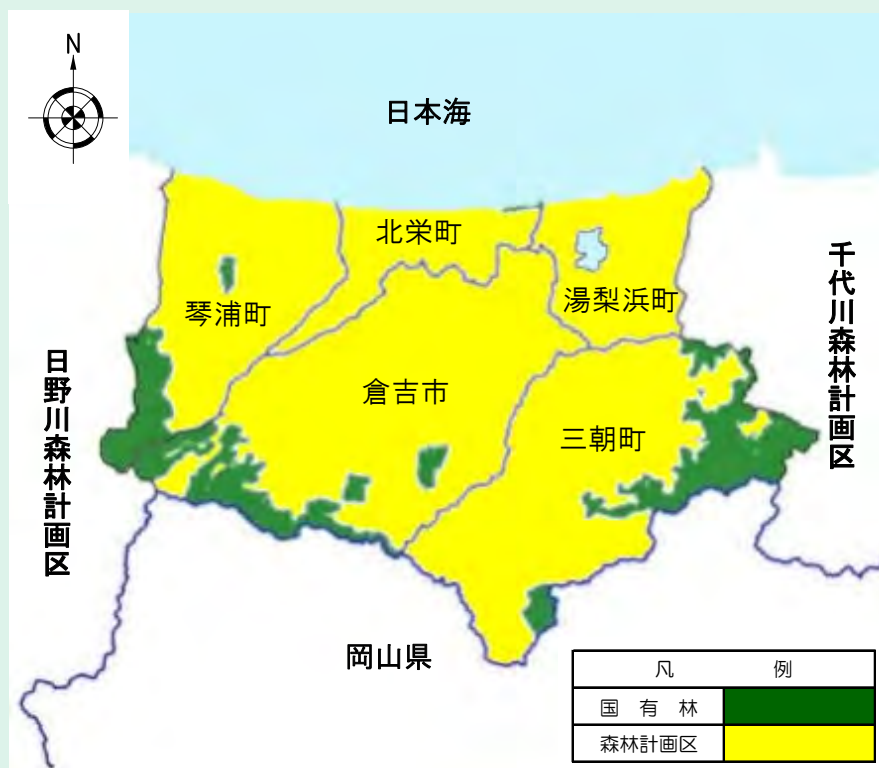 N
日本海
北栄町
湯梨浜町
琴浦町
千代川森林計画区
日野川森林計画区
倉吉市
三朝町
岡山県
凡 例
国 有 林
森林計画区